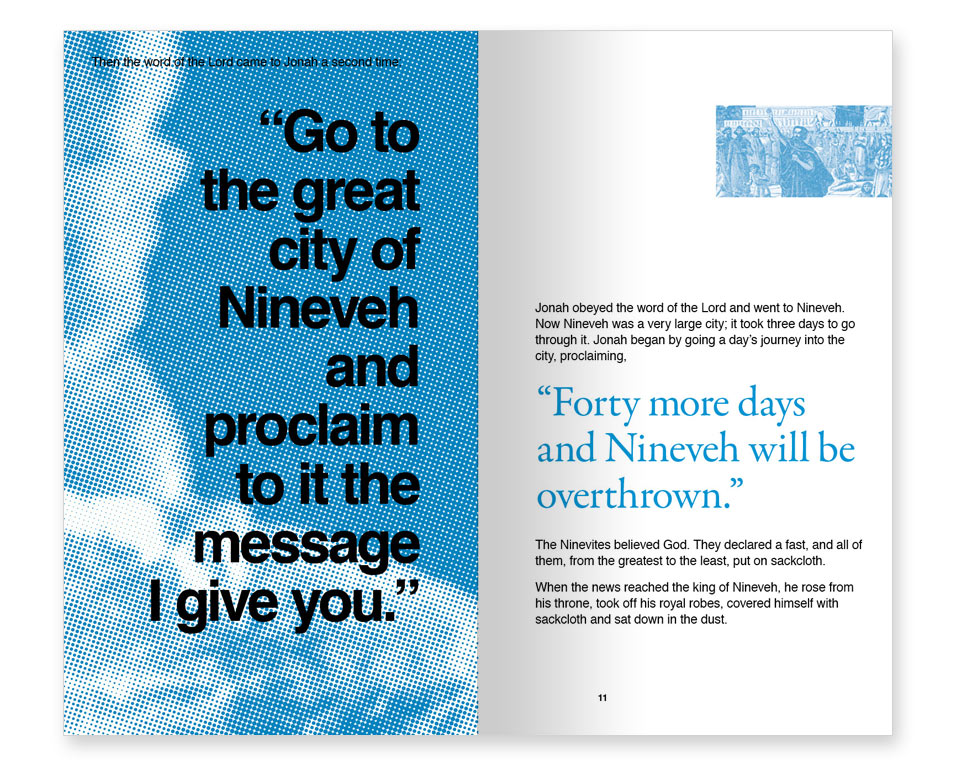 Then the word of the Lord came to Jonah a second time:
“Go to
the great
city of
Nineveh
and
proclaim
to it the
message
I give you.”
Jonah obeyed the word of the Lord and went to Nineveh.
Now Nineveh was a very large city; it took three days to go
through it. Jonah began by going a day’s journey into the
city, proclaiming,
“Forty more days
and Nineveh will be
overthrown.”
The Ninevites believed God. They declared a fast, and all of
them, from the greatest to the least, put on sackcloth.
When the news reached the king of Nineveh, he rose from
his throne, took off his royal robes, covered himself with
sackcloth and sat down in the dust.
11